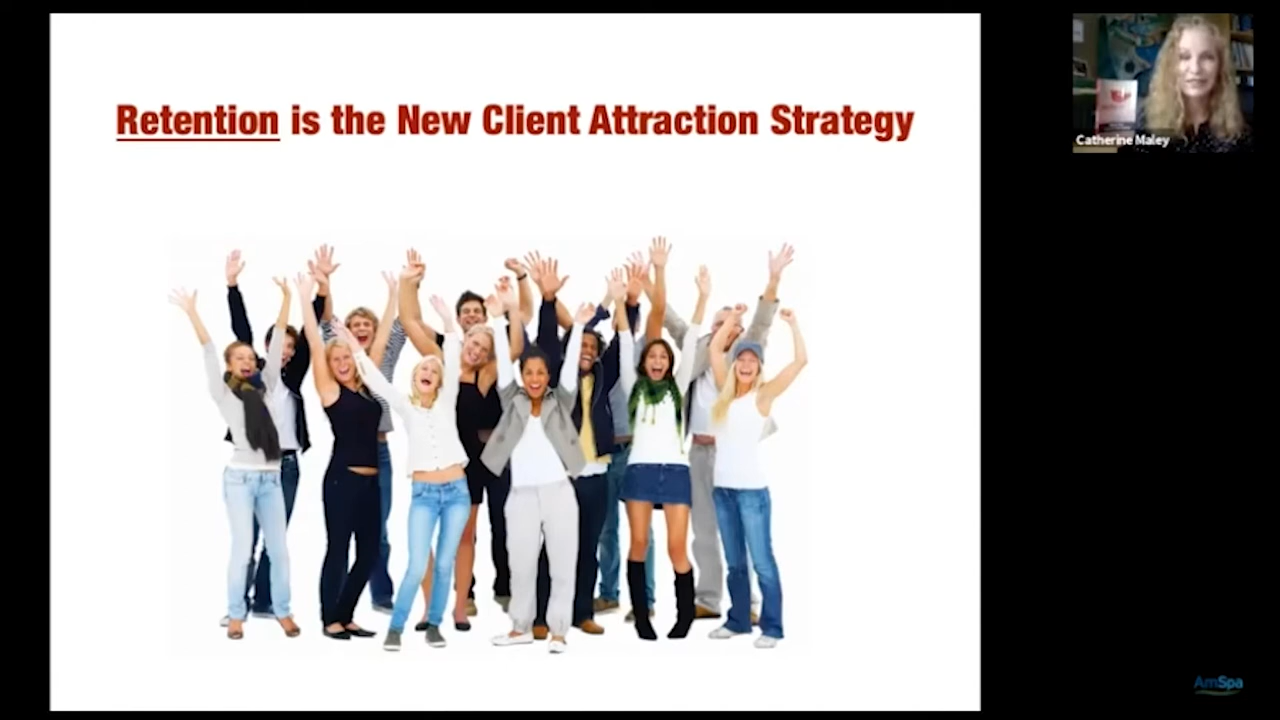 Retention is the New Client Attraction Strategy
Catherine Maley
AmSpa